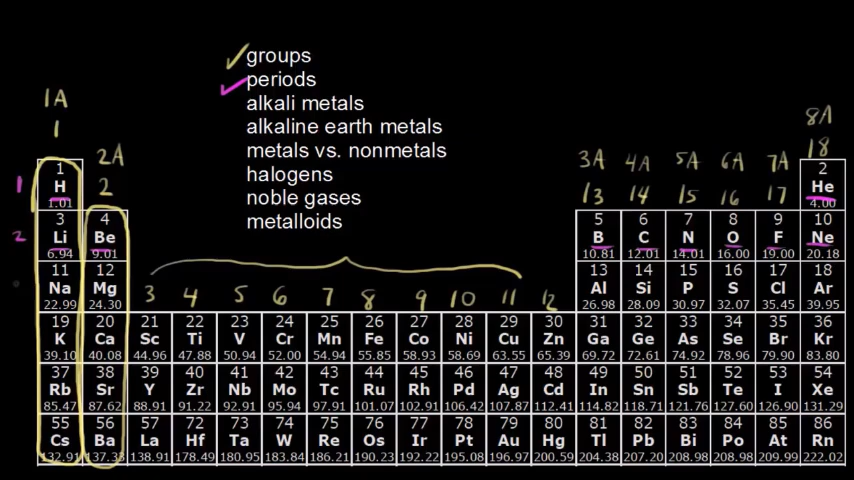 groups
periods
alkali metals
alkaline earth metals
metals vs. nonmetals
halogens
noble gases
metalloids
1A 8A
1 2A 3A 4A 5A 6A 7A 18
2 13 14 15 16 17
1 2
1 H He
1.01 4.00
3 4 5 6 7 8 9 10
2 Li Be B C N O F Ne
6.94 9.01 10.81 12.01 14.01 16.00 19.00 20.18
11 12 13 14 15 16 17 18
Na Mg 3 4 5 6 7 8 9 10 11 12 Al Si P S Cl Ar
22.99 24.30 26.98 28.09 30.97 32.07 35.45 39.95
19 20 21 22 23 24 25 26 27 28 29 30 31 32 33 34 35 36
K Ca Sc Ti V Cr Mn Fe Co Ni Cu Zn Ga Ge As Se Br Kr
39.10 40.08 44.96 47.88 50.94 52.00 54.94 55.85 58.93 58.69 63.55 65.39 69.72 72.61 74.92 78.96 79.90 83.80
37 38 39 40 41 42 43 44 45 46 47 48 49 50 51 52 53 54
Rb Sr Y Zr Nb Mo Tc Ru Rh Pd Ag Cd In Sn Sb Te I Xe
85.47 87.62 88.91 91.22 92.91 95.94 97.91 101.07 102.91 106.42 107.87 112.41 114.82 118.71 121.76 127.60 126.90 131.29
55 56 57 72 73 74 75 76 77 78 79 80 81 82 83 84 85 86
Cs Ba La Hf Ta W Re Os Ir Pt Au Hg Tl Pb Bi Po At Rn
132.91 137.33 138.91 178.49 180.95 183.84 186.21 190.23 192.22 195.08 196.97 200.59 204.38 207.20 208.98 208.98 209.99 222.02